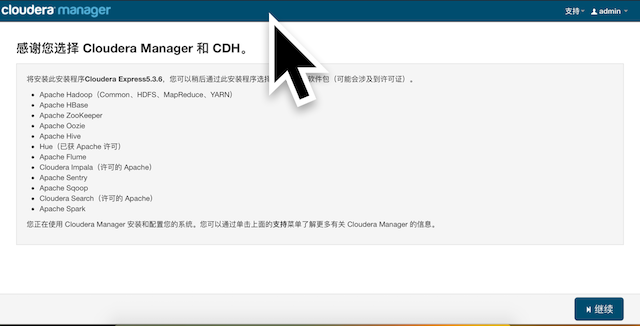 cloudera manager
支持 admin
感谢您选择 Cloudera Manager 和 CDH。
将安装此安装程序Cloudera Express5.3.6，您可以稍后通过此安装程序选择 软件包（可能会涉及到许可证）。
Apache Hadoop（Common、HDFS、MapReduce、YARN）
Apache HBase
Apache ZooKeeper
Apache Oozie
Apache Hive
Hue（已获 Apache 许可）
Apache Flume
Cloudera Impala（许可的 Apache）
Apache Sentry
Apache Sqoop
Cloudera Search（许可的 Apache）
Apache Spark
您正在使用 Cloudera Manager 安装和配置您的系统。您可以通过单击上面的支持菜单了解更多有关 Cloudera Manager 的信息。
继续